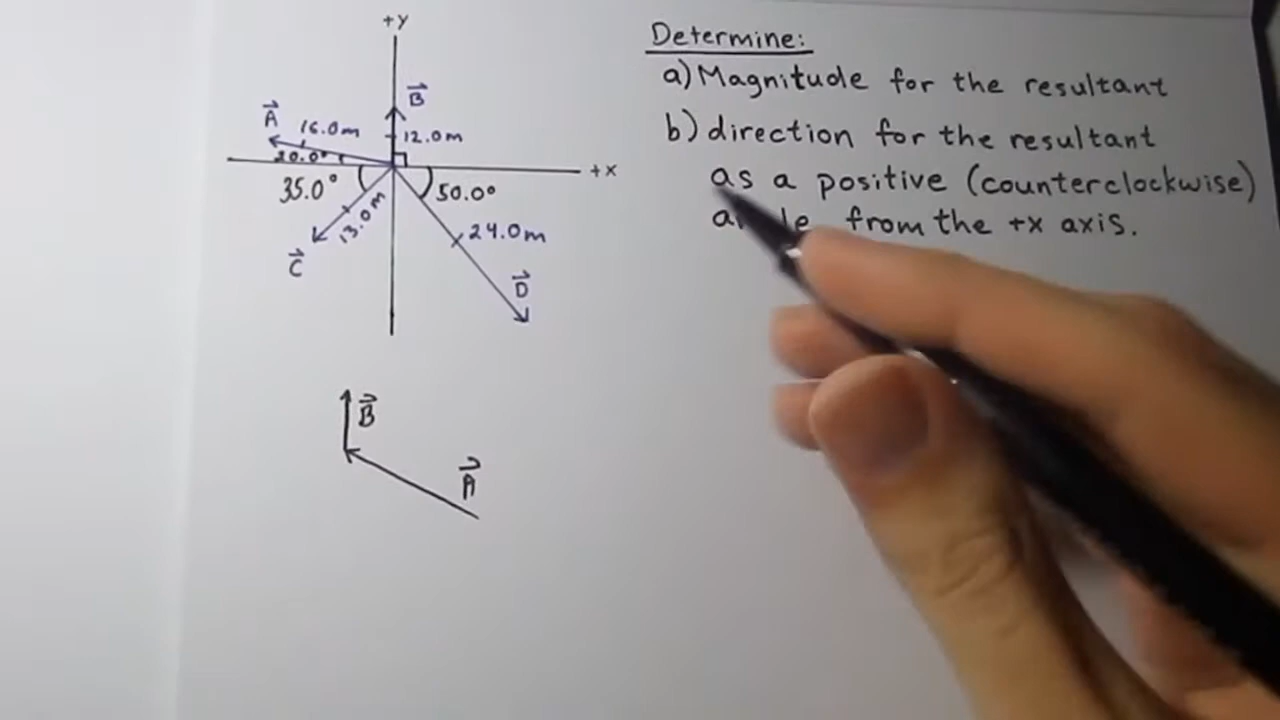 +y
B
A
16.0m
12.0m
20.0°
+x
35.0°
50.0°
13.0m
24.0m
C
D
B
A
Determine:
a) Magnitude for the resultant
b) direction for the resultant
as a positive (counterclockwise)
from the +x axis.